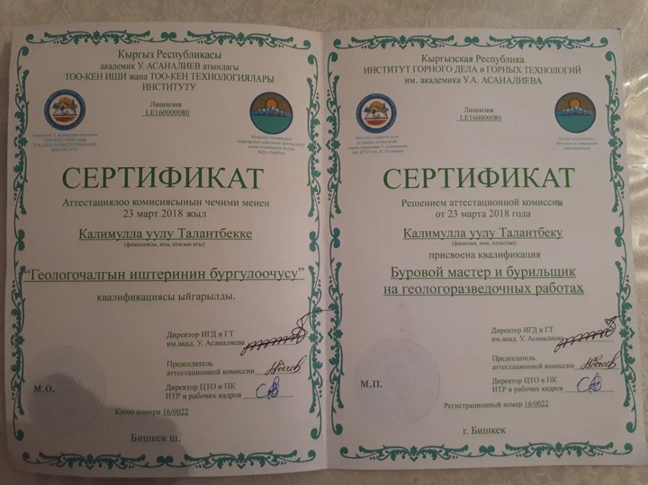 Кыргыз Республикасы
академик У. АСАНАЛИЕВ атындагы
ТОО-КЕН ИШИ жана ТОО-КЕН ТЕХНОЛОГИЯЛАРЫ
ИНСТИТУТУ
Лицензия
LE160000080
СЕРТИФИКАТ
Аттестациялоо комисиясынын чечими менен
23 март 2018 жыл
Калимулла уулу Талантбекке
(фамилиясы, аты, атасын аты)
"Геологочалгын иштеринин бургулоочусу"
квалификациясы ыйгарылды.
Директор ИГД и ГТ
им.акад. У. Асаналиева
Председатель
аттестационной комиссии
М.О.
Директор ЦТО и ПК
ИТР и рабочих кадров
Каттоо номери 16/0022
Бишкек ш.
Кыргызская Республика
ИНСТИТУТ ГОРНОГО ДЕЛА и ГОРНЫХ ТЕХНОЛОГИЙ
им. академика У.А. АСАНАЛИЕВА
Лицензия
LE160000080
СЕРТИФИКАТ
Решением аттестационной комиссии
от 23 марта 2018 года
Калимулла уулу Талантбеку
(фамилия, имя, отчество)
присвоена квалификация
Буровой мастер и бурильщик
на геологоразведочных работах
Директор ИГД и ГТ
им.акад. У. Асаналиева
Председатель
аттестационной комиссии
М.П.
Директор ЦТО и ПК
ИТР и рабочих кадров
Регистрационный номер 16/0022
г. Бишкек